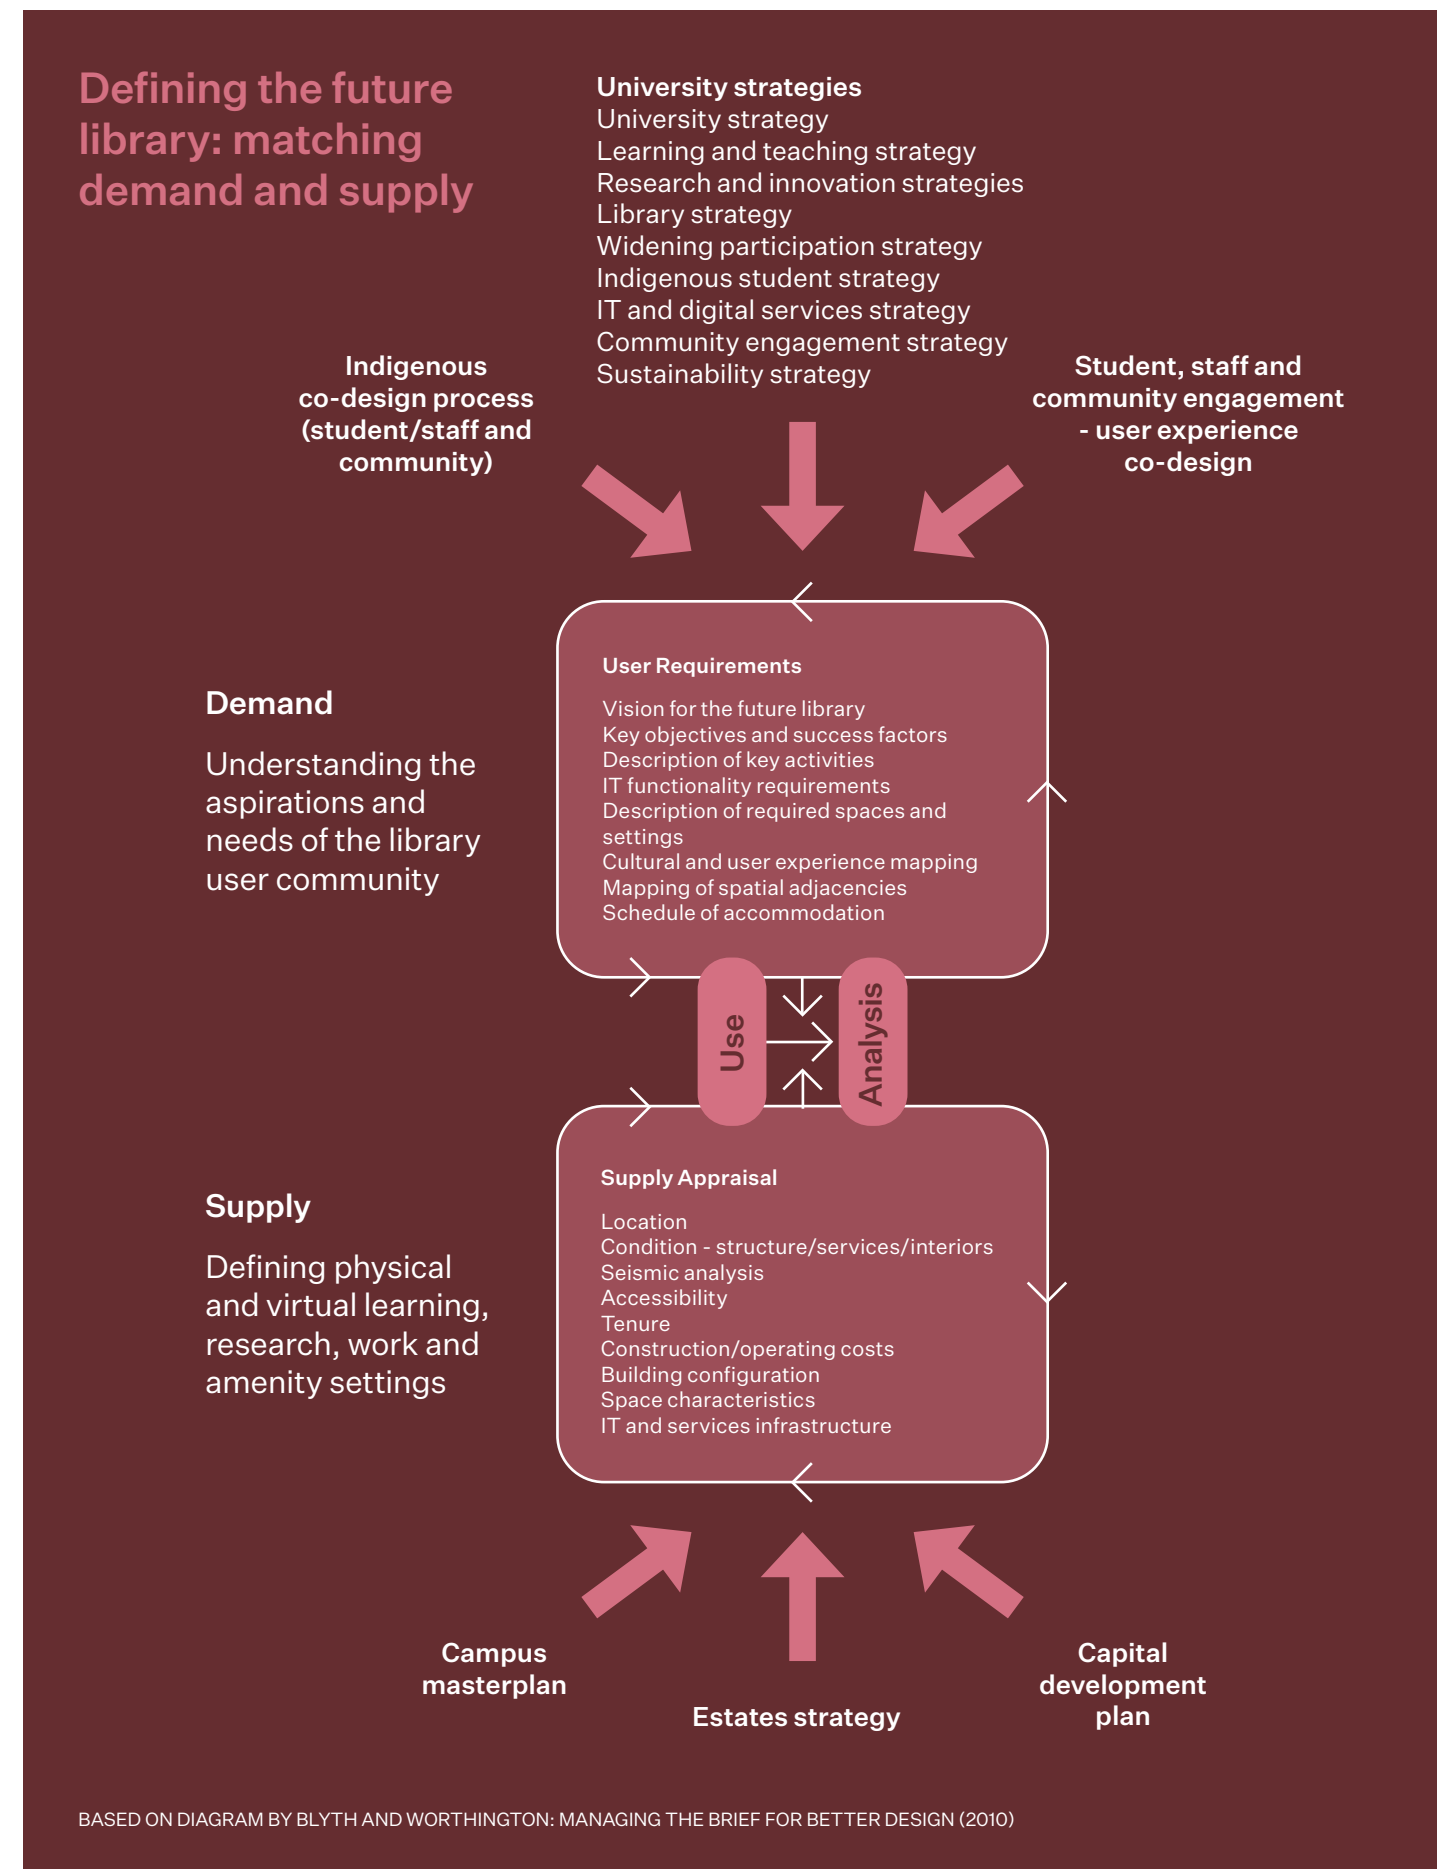 Defining the future
library: matching
demand and supply
University strategies
University strategy
Learning and teaching strategy
Research and innovation strategies
Library strategy
Widening participation strategy
Indigenous student strategy
IT and digital services strategy
Community engagement strategy
Sustainability strategy
Indigenous
co-design process
(student/staff and
community)
Student, staff and
community engagement
- user experience
co-design
Demand
Understanding the
aspirations and
needs of the library
user community
User Requirements
Vision for the future library
Key objectives and success factors
Description of key activities
IT functionality requirements
Description of required spaces and
settings
Cultural and user experience mapping
Mapping of spatial adjacencies
Schedule of accommodation
Use
Analysis
Supply
Defining physical
and virtual learning,
research, work and
amenity settings
Supply Appraisal
Location
Condition - structure/services/interiors
Seismic analysis
Accessibility
Tenure
Construction/operating costs
Building configuration
Space characteristics
IT and services infrastructure
Campus
masterplan
Estates strategy
Capital
development
plan
BASED ON DIAGRAM BY BLYTH AND WORTHINGTON: MANAGING THE BRIEF FOR BETTER DESIGN (2010)